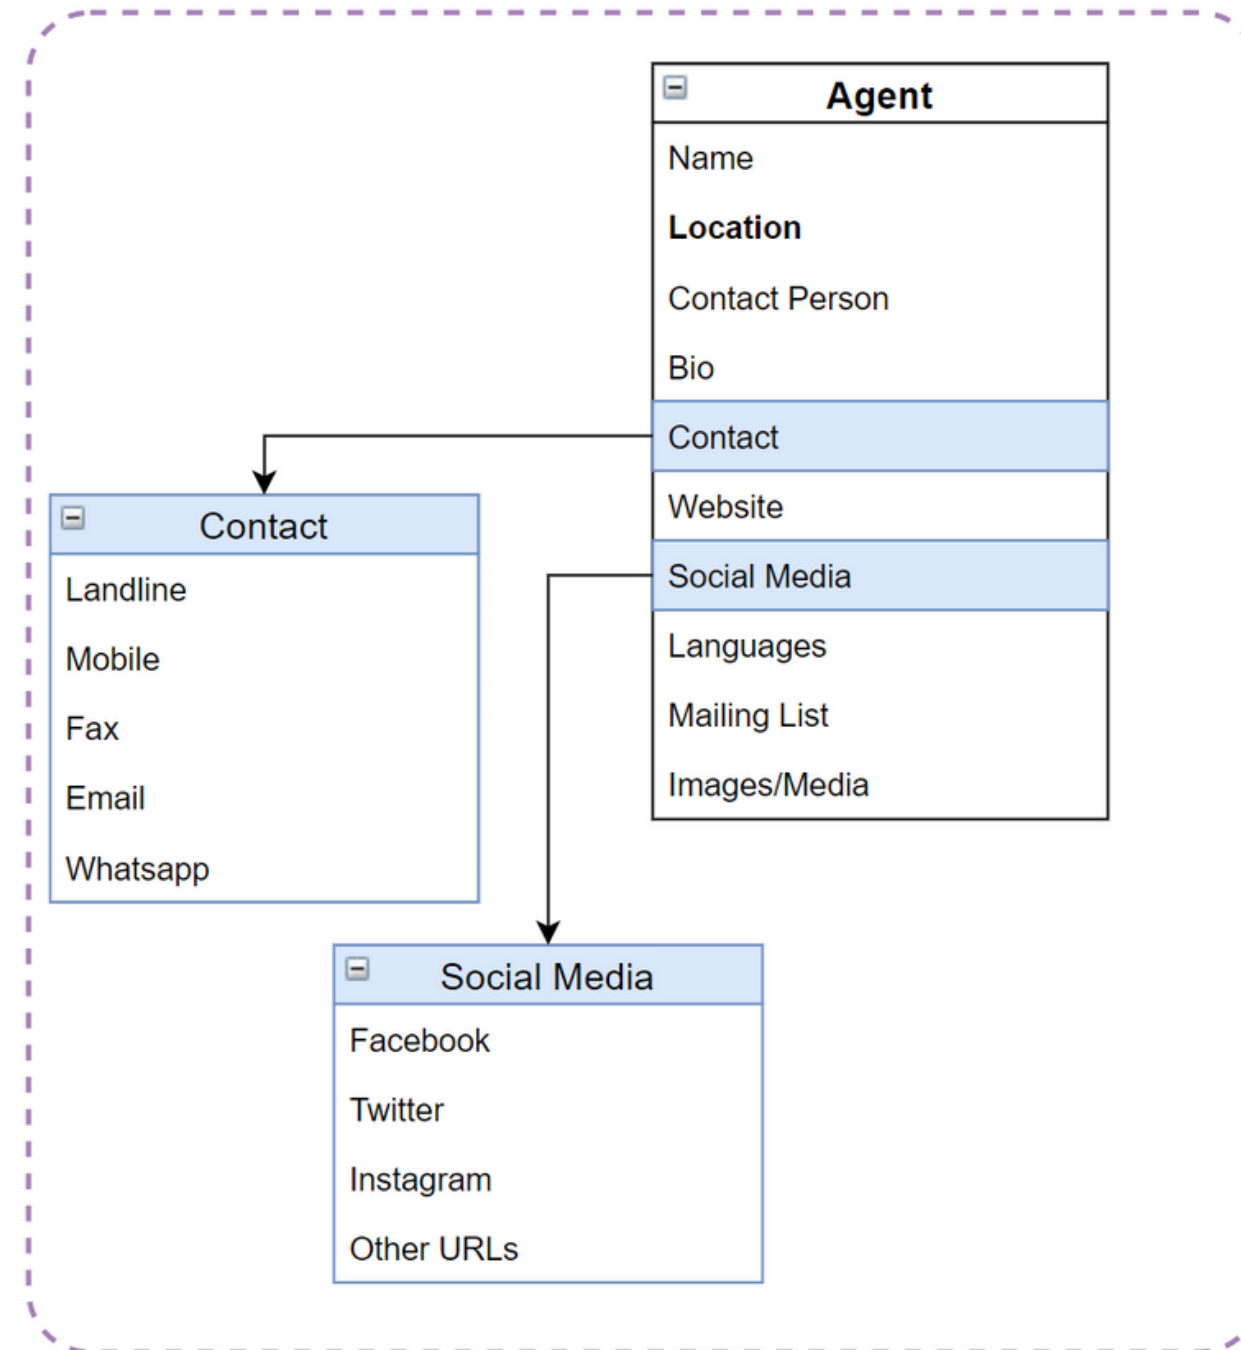 Agent
Name
Location
Contact Person
Bio
Contact
Website
Social Media
Languages
Mailing List
Images/Media
Contact
Landline
Mobile
Fax
Email
Whatsapp
Social Media
Facebook
Twitter
Instagram
Other URLs